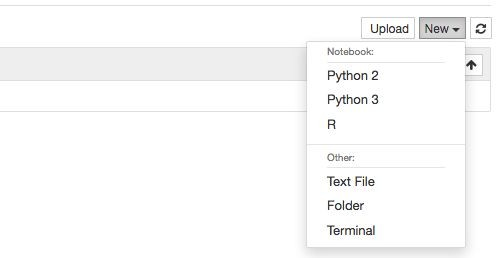 Upload New
Notebook:
Python 2
Python 3
R
Other:
Text File
Folder
Terminal